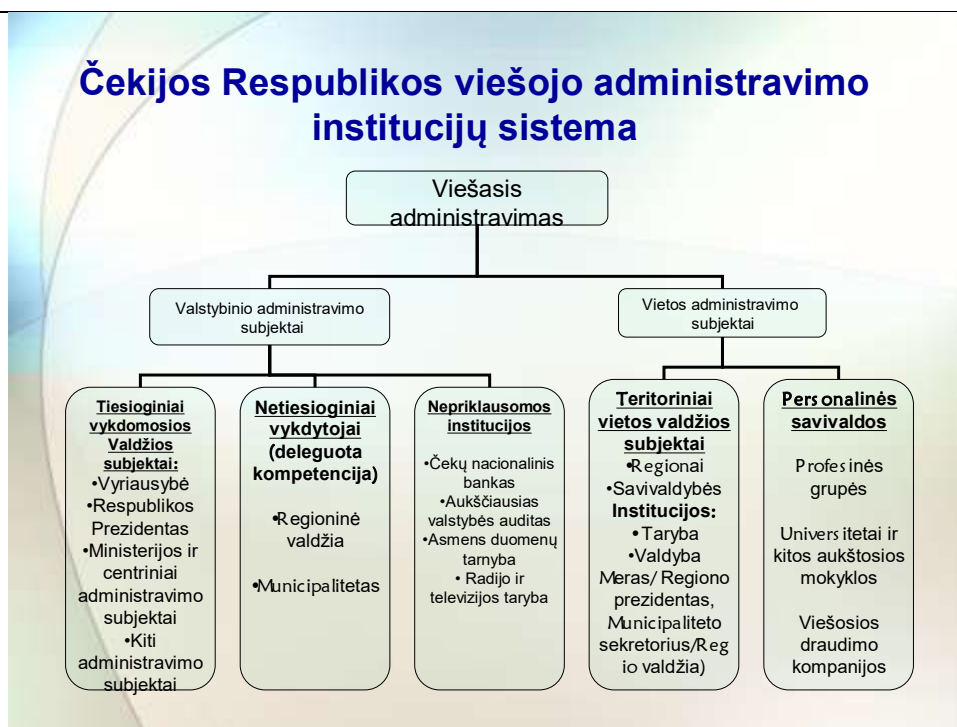 Čekijos Respublikos viešojo administravimo
institucijų sistema
Viešasis
administravimas
Valstybinio administravimo
subjektai
Vietos administravimo
subjektai
Tiesioginiai
vykdomosios
Valdžios
subjektai:
•Vyriausybė
•Respublikos
Prezidentas
•Ministerijos ir
centriniai
administravimo
subjektai
•Kiti
administravimo
subjektai
Netiesioginiai
vykdytojai
(deleguota
kompetencija)
•Regioninė
valdžia
•Municipalitetas
Nepriklausomos
institucijos
•Čekų nacionalinis
bankas
•Aukščiausias
valstybės auditas
•Asmens duomenų
tarnyba
• Radijo ir
televizijos taryba
Teritoriniai
vietos valdžios
subjektai
•Regionai
•Savivaldybės
Institucijos:
• Taryba
• Valdyba
Meras/ Regiono
prezidentas,
Municipaliteto
sekretorius/Reg
io valdžia)
Personalinės
savivaldos
Profesinės
grupės
Universitetai ir
kitos aukštosios
mokyklos
Viešosios
draudimo
kompanijos